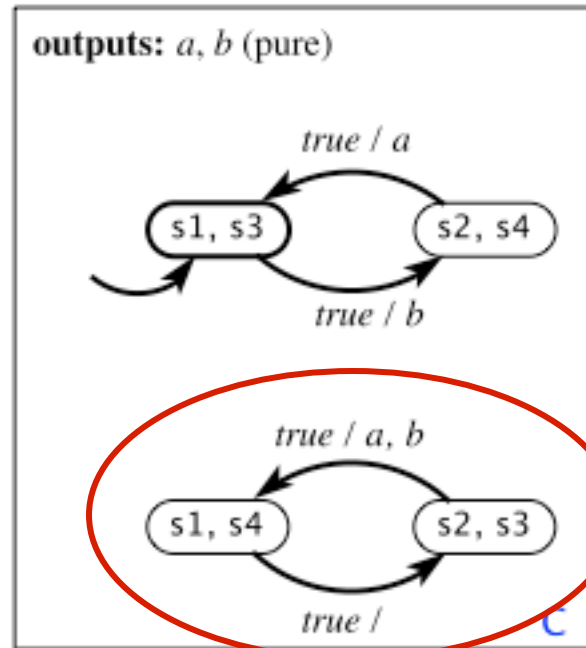 outputs: a, b (pure)
true / a
s1, s3 s2, s4
true / b
true / a, b
s1, s4 s2, s3
true /
C